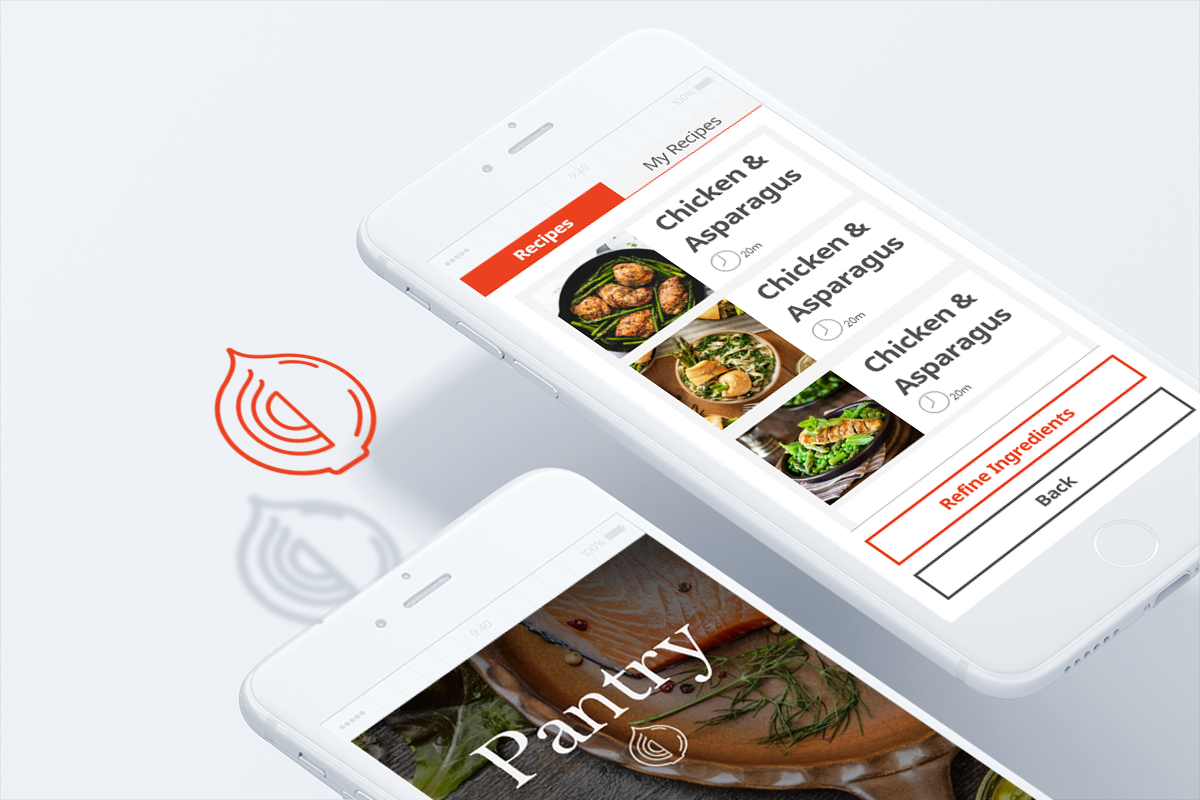 100%
9:40
My Recipes
Recipes
Chicken &
Asparagus
20m
Chicken &
Asparagus
20m
Chicken &
Asparagus
20m
Refine Ingredients
Back
100%
9:40
Pantry